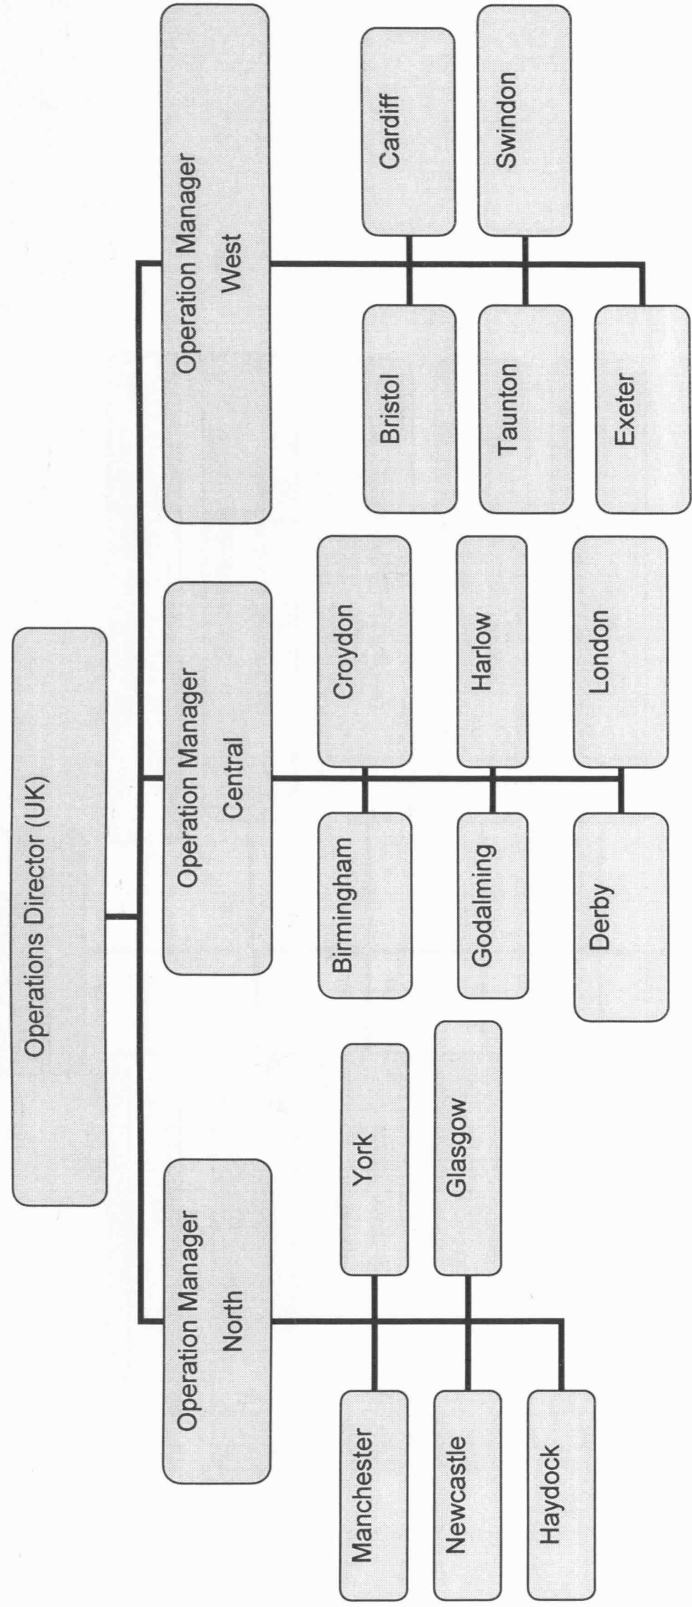 Operations Director (UK)
Operation Manager
North
Operation Manager
Central
Operation Manager
West
Manchester
York
Newcastle
Glasgow
Haydock
Birmingham
Croydon
Godalming
Harlow
Derby
London
Bristol
Cardiff
Taunton
Swindon
Exeter